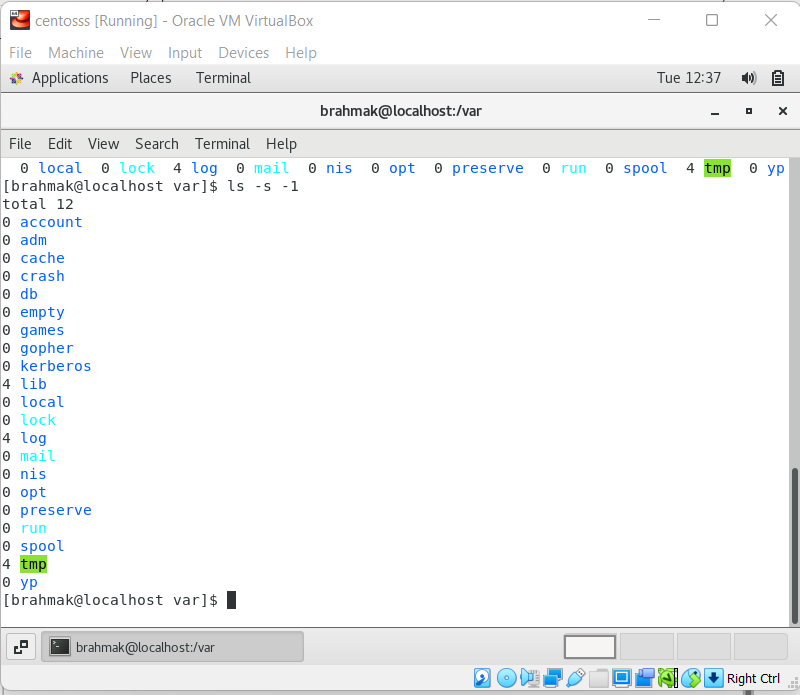 centosss [Running] - Oracle VM VirtualBox
File Machine View Input Devices Help
Applications Places Terminal Tue 12:37
brahmak@localhost:/var
File Edit View Search Terminal Help
0 local 0 lock 4 log 0 mail 0 nis 0 opt 0 preserve 0 run 0 spool 4 tmp 0 yp
[brahmak@localhost var]$ ls -s -1
total 12
0 account
0 adm
0 cache
0 crash
0 db
0 empty
0 games
0 gopher
0 kerberos
4 lib
0 local
0 lock
4 log
0 mail
0 nis
0 opt
0 preserve
0 run
0 spool
4 tmp
0 yp
[brahmak@localhost var]$
brahmak@localhost:/var
Right Ctrl